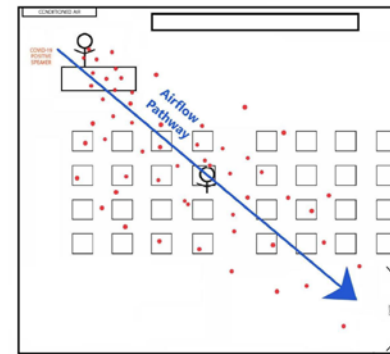 CONDITIONED AIR
COVID-19
POSITIVE
SPEAKER
Airflow
Pathway